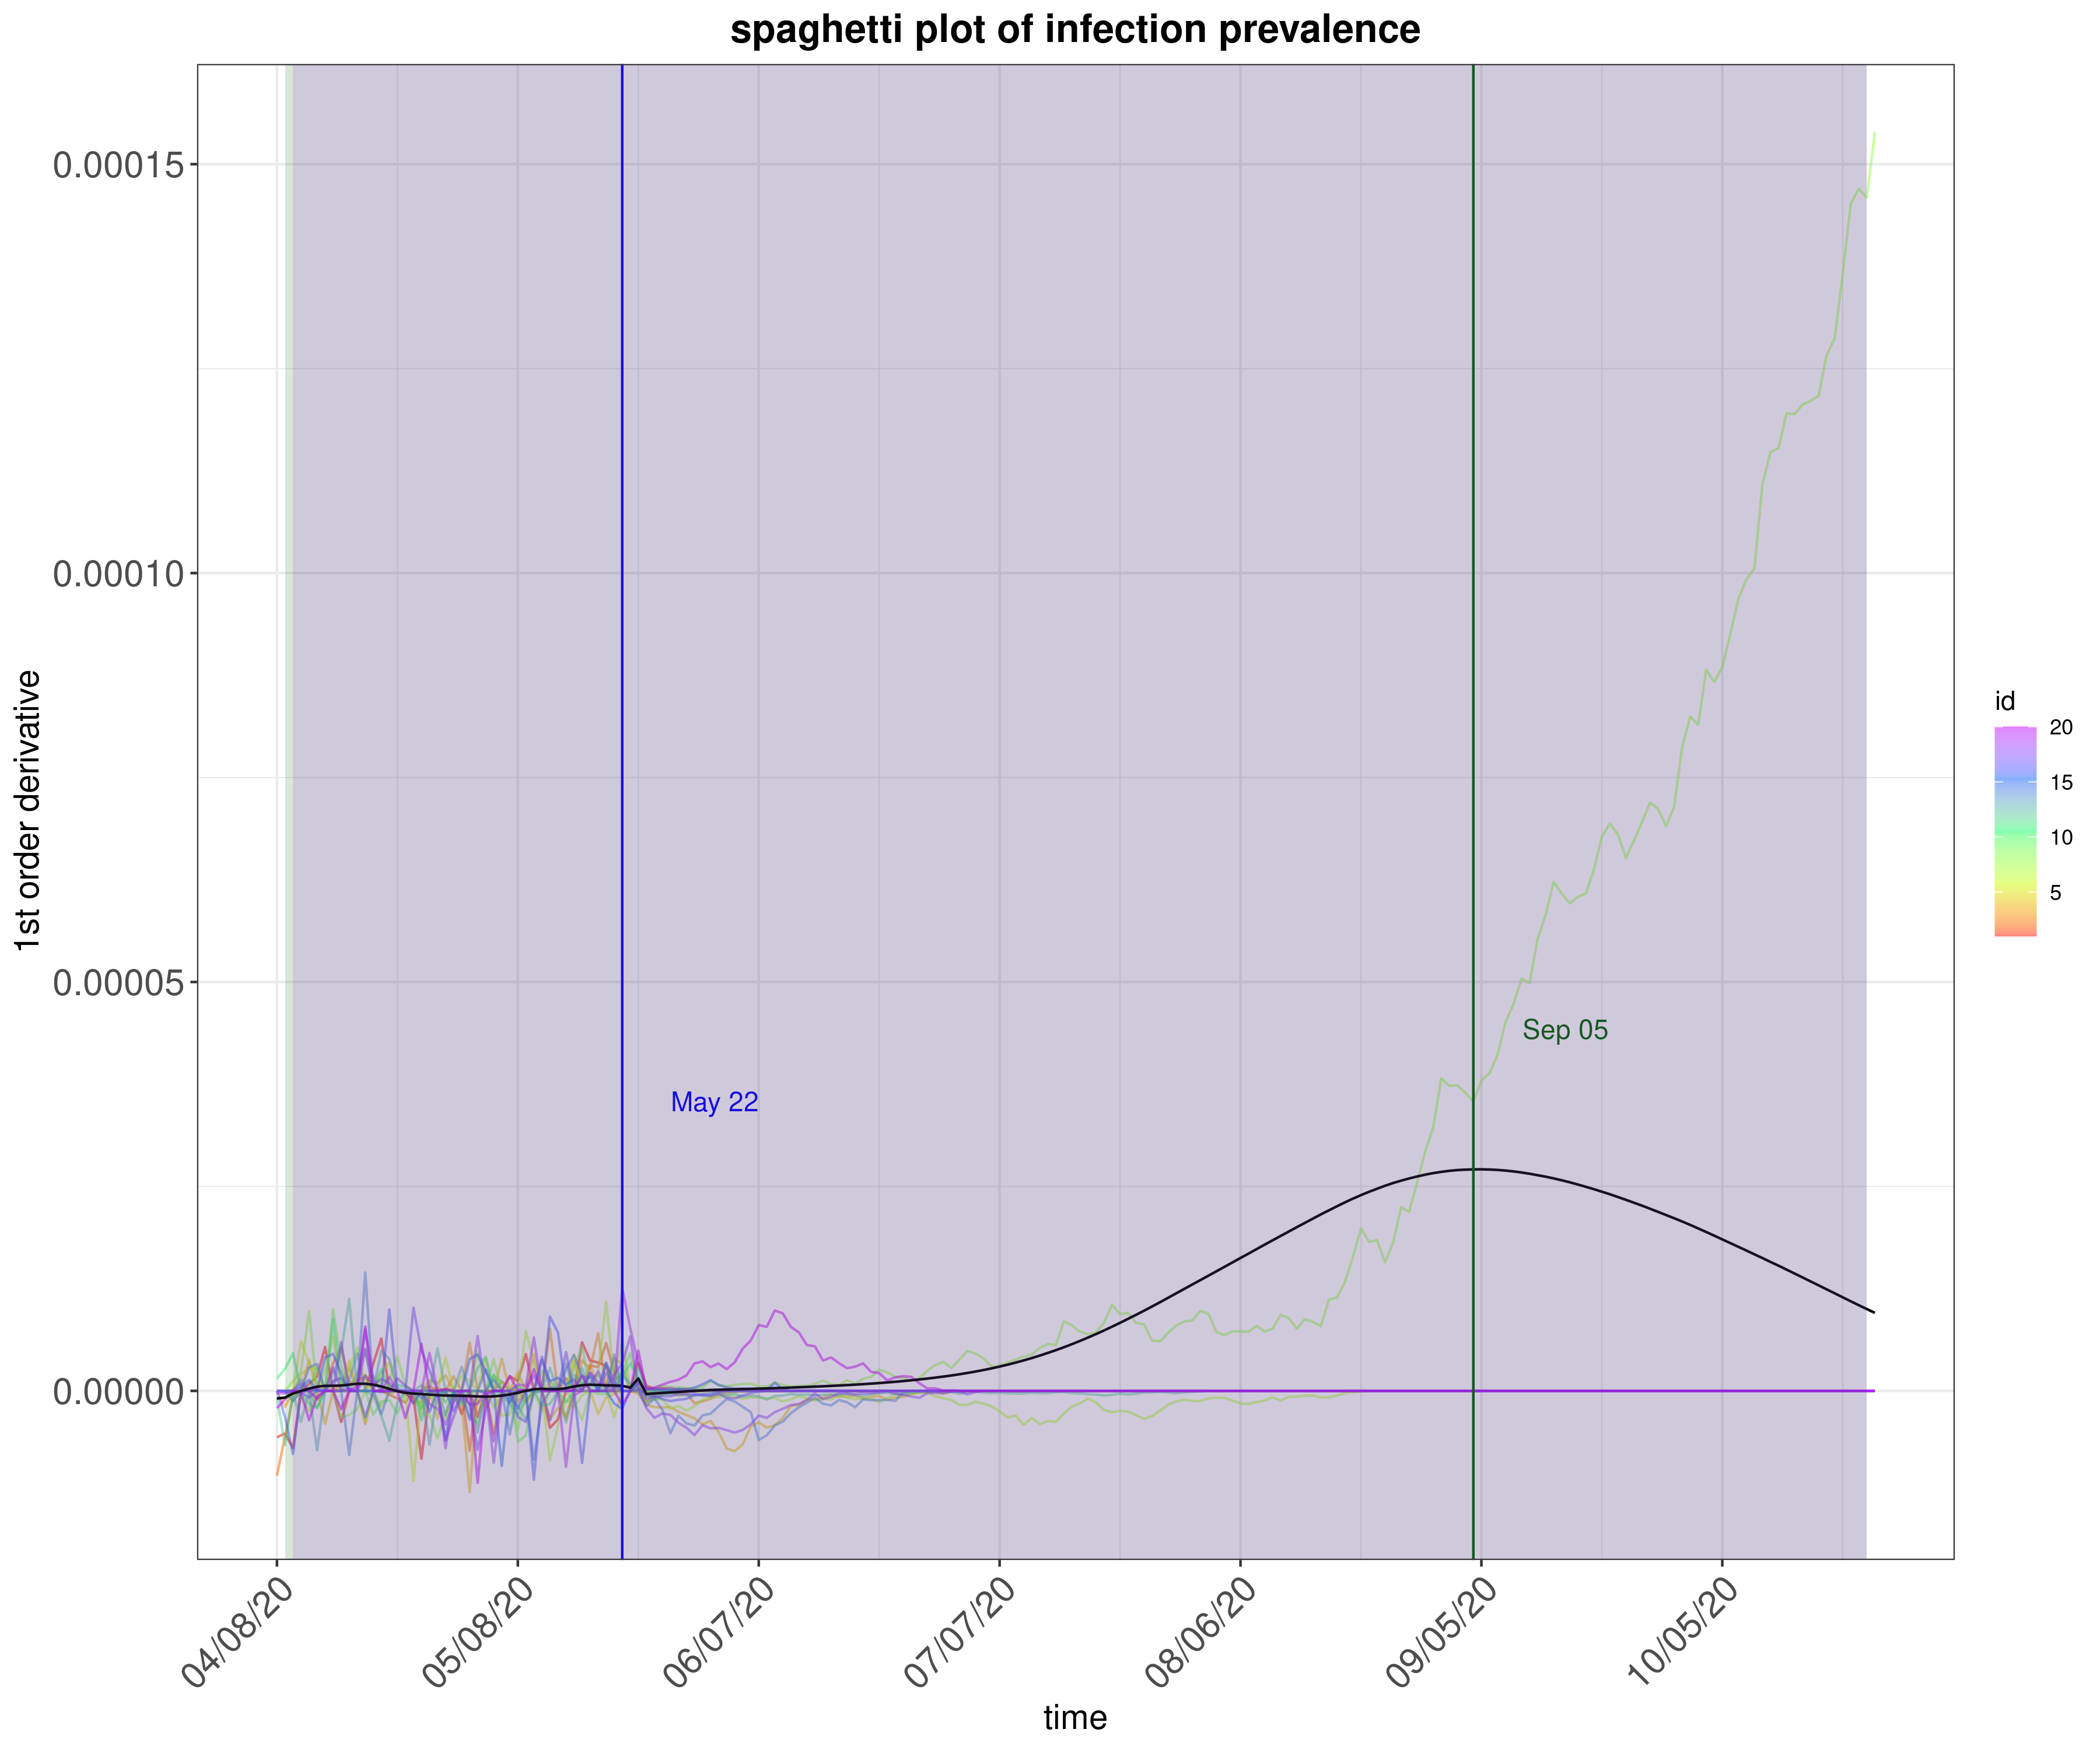 spaghetti plot of infection prevalence
0.00015
0.00010
0.00005
0.00000
1st order derivative
May 22
Sep 05
04/08/20
05/08/20
06/07/20
07/07/20
08/06/20
09/05/20
10/05/20
time
id
20
15
10
5